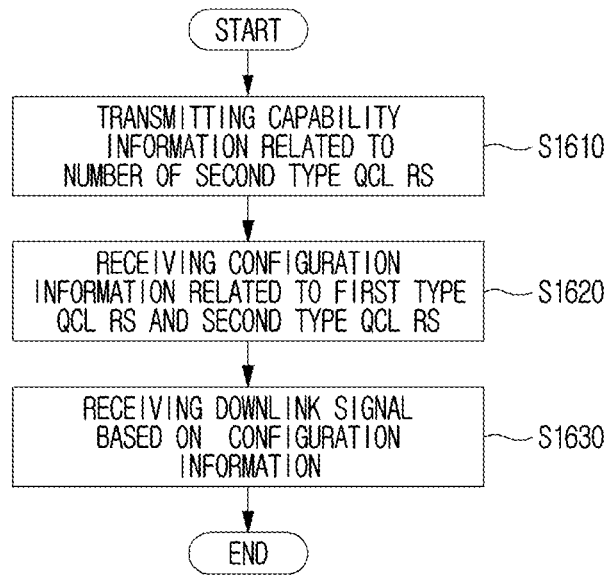 START
TRANSMITTING CAPABILITY
INFORMATION RELATED TO
NUMBER OF SECOND TYPE QCL RS
S1610
RECEIVING CONFIGURATION
INFORMATION RELATED TO FIRST TYPE
QCL RS AND SECOND TYPE QCL RS
S1620
RECEIVING DOWNLINK SIGNAL
BASED ON CONFIGURATION
INFORMATION
S1630
END